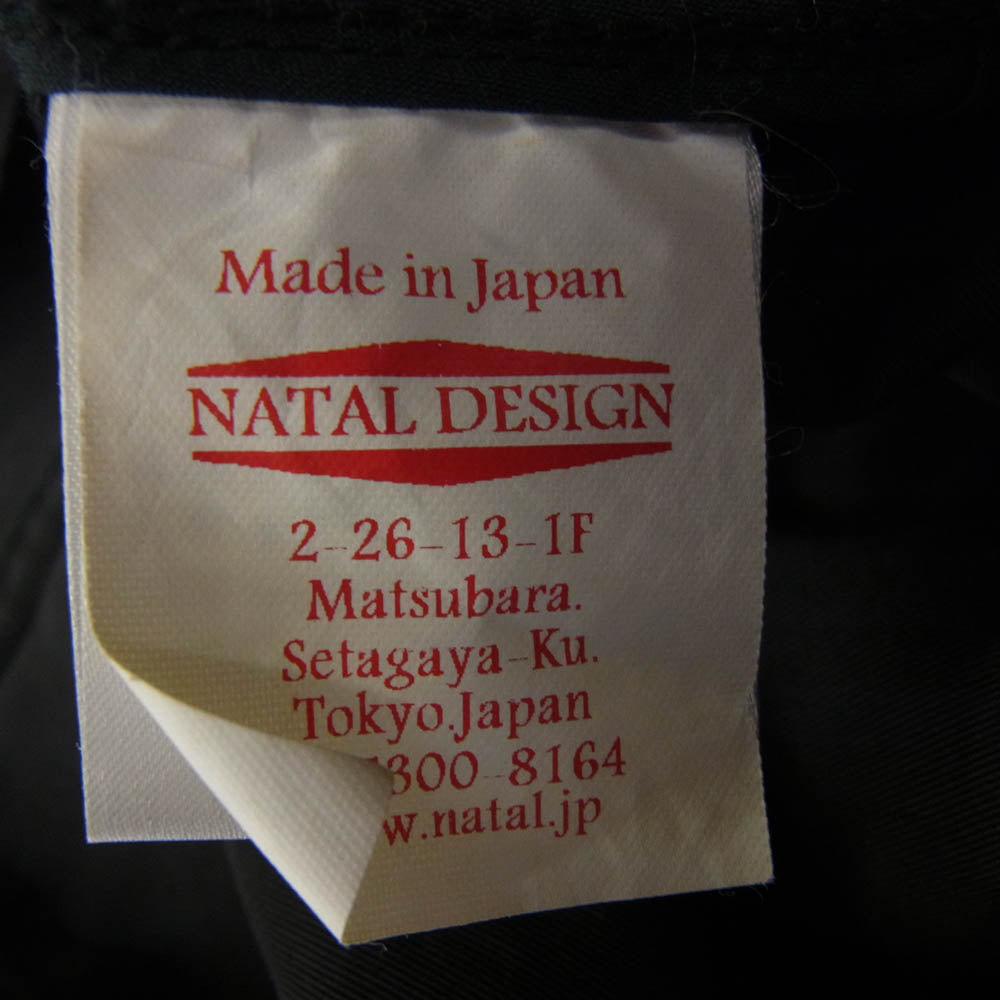 Made in Japan
NATAL DESIGN
2-26-13-1F
Matsubara.
Setagaya-Ku.
Tokyo.Japan
300-8164
w.natal.jp